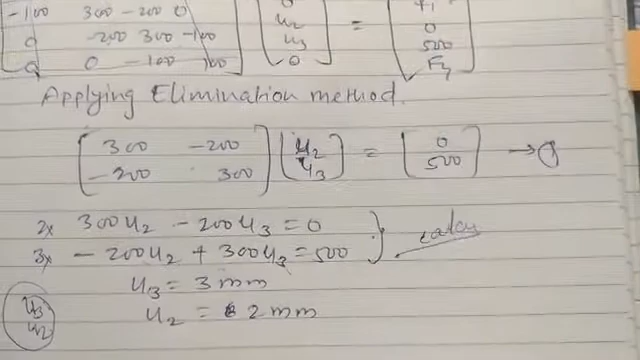 -100 300 -200 0
0 -200 300 -100
0 0 -100 100
0
u2
u3
0
=
F1
0
500
F4
Applying Elimination method.
300 -200
-200 300
u2
u3
=
0
500
→①
2x 300u2 - 200u3 = 0
3x - 200u2 + 300u3 = 500
u3 = 3 mm
u2 = 2 mm
u3
u2